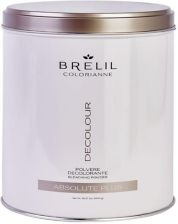 BRELIL
COLORIANNE
DECOLOUR
POLVERE
DECOLORANTE
BLEACHING POWDER
ABSOLUTE PLUS